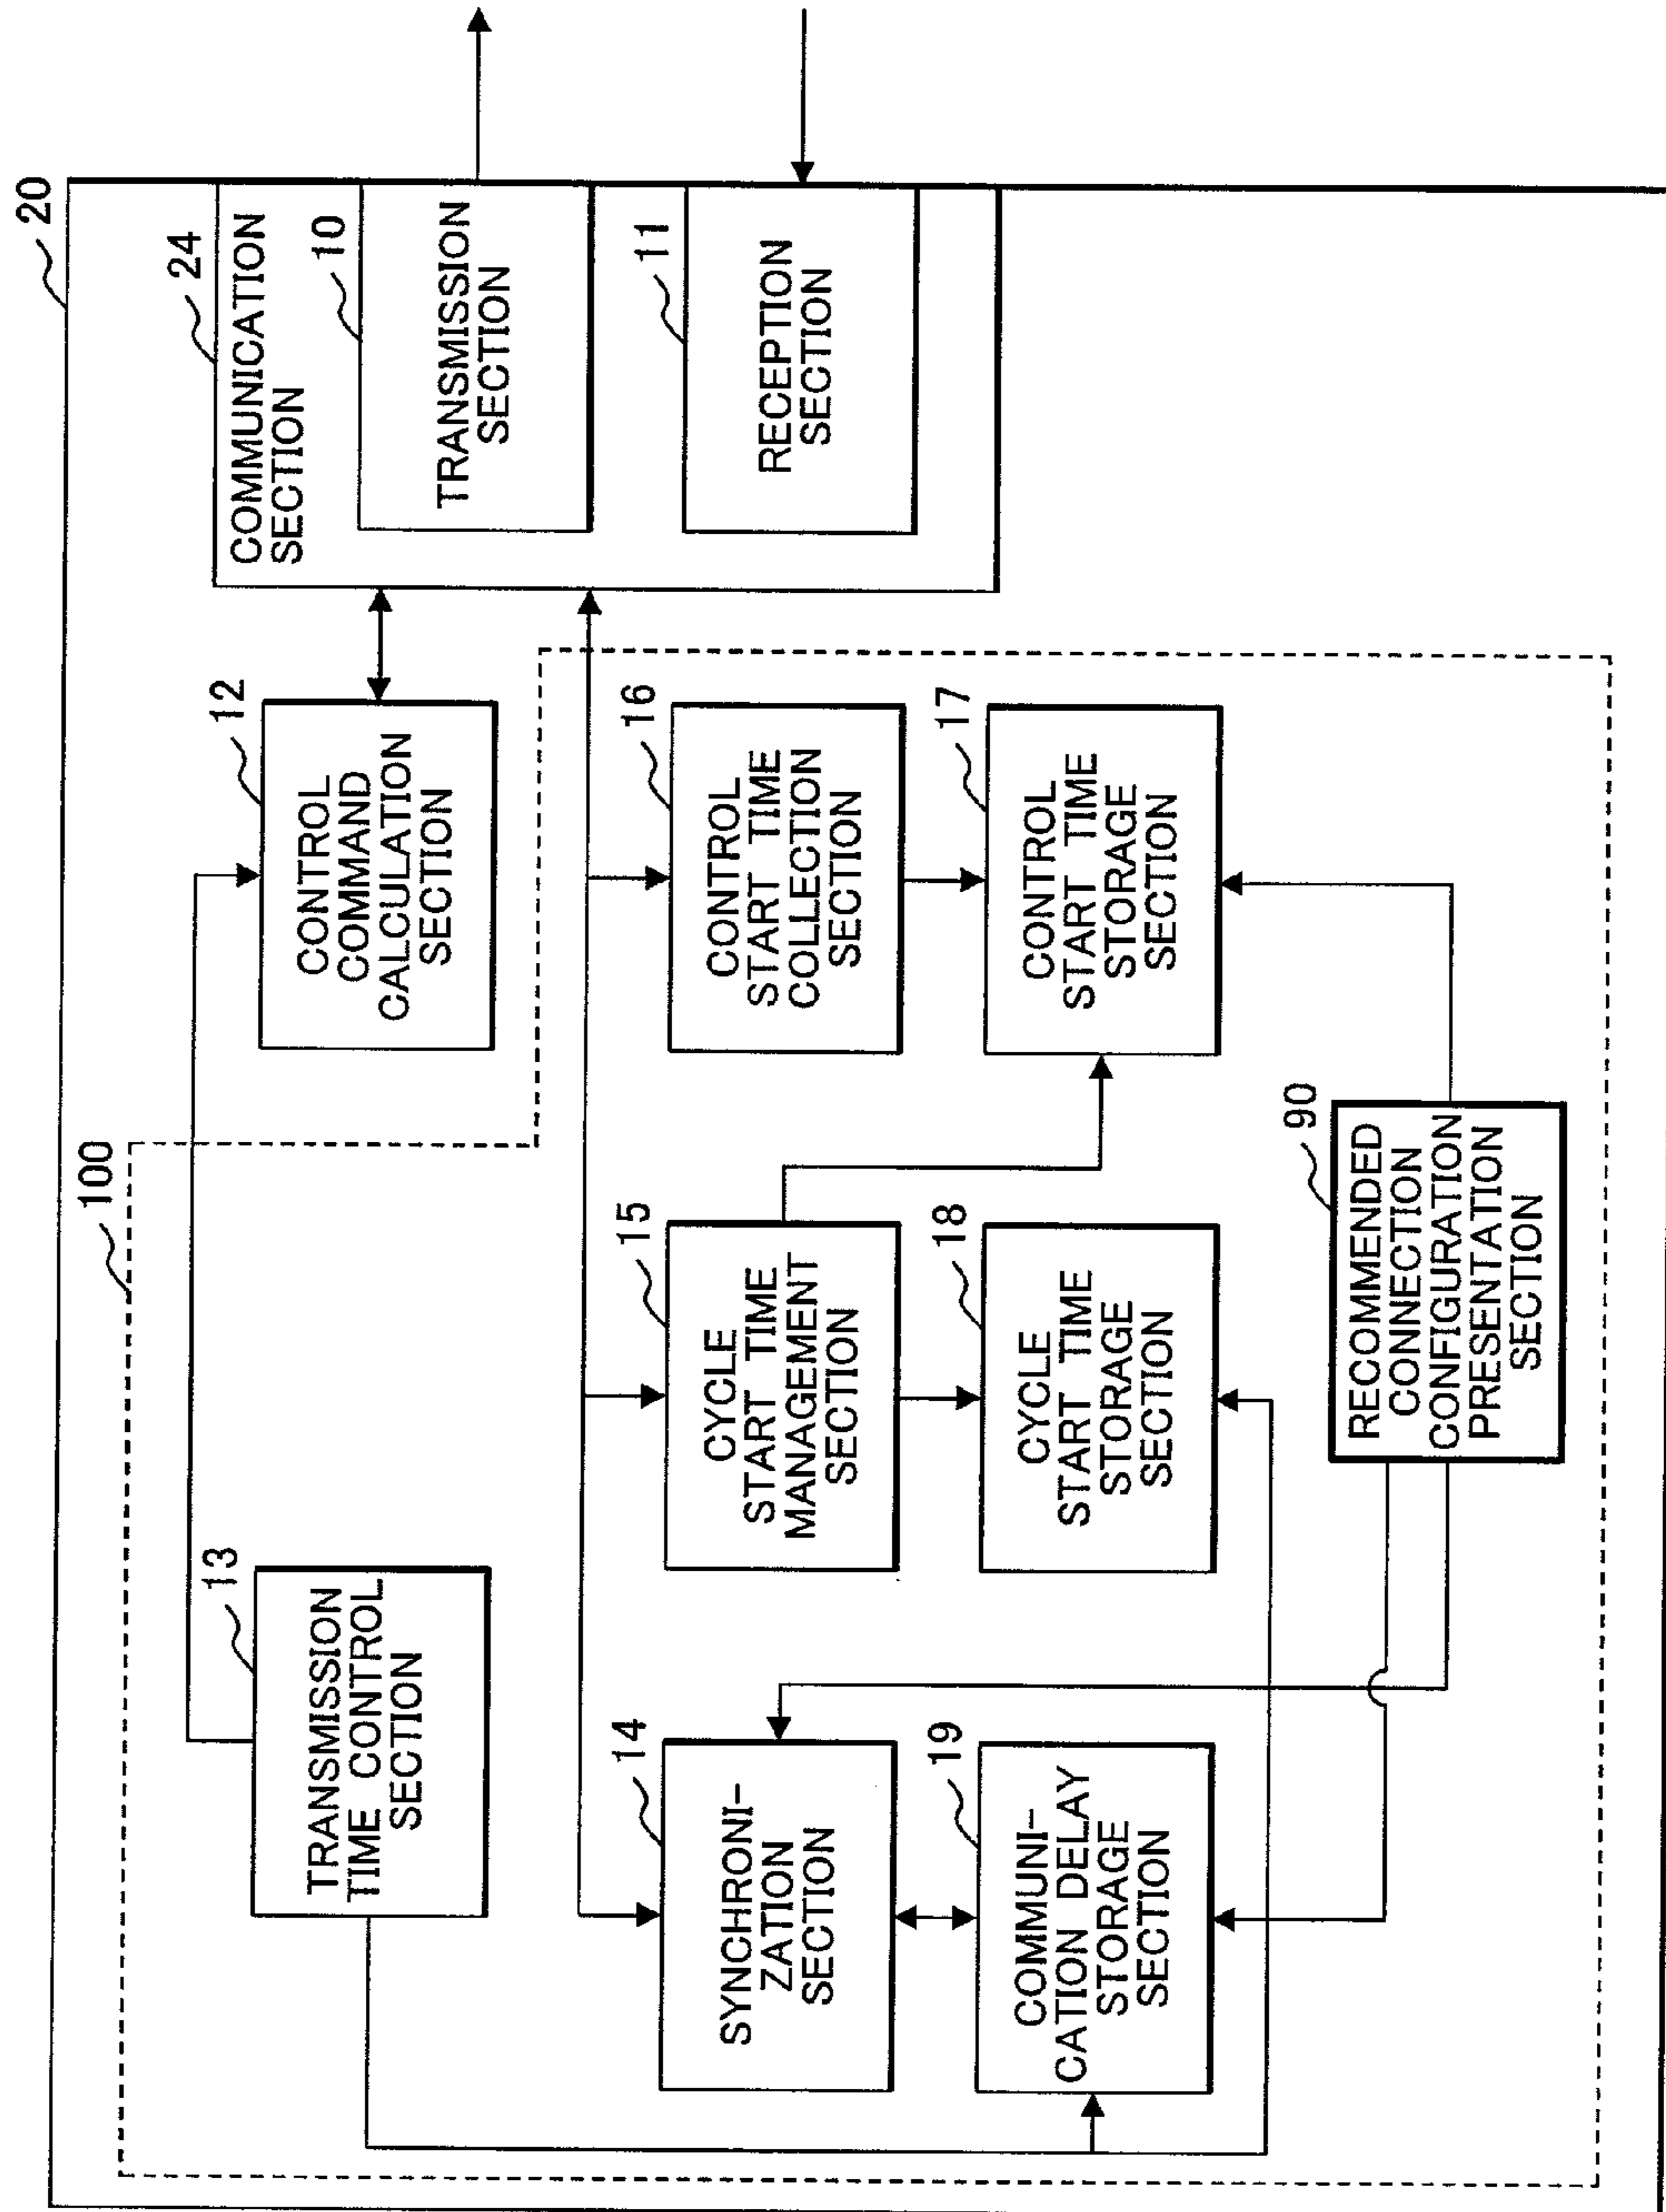 20
100
13
TRANSMISSION
TIME CONTROL
SECTION
12
CONTROL
COMMAND
CALCULATION
SECTION
24
COMMUNICATION
SECTION
10
TRANSMISSION
SECTION
11
RECEPTION
SECTION
14
SYNCHRONI-
ZATION
SECTION
15
CYCLE
START TIME
MANAGEMENT
SECTION
16
CONTROL
START TIME
COLLECTION
SECTION
19
COMMUNI-
CATION DELAY
STORAGE
SECTION
18
CYCLE
START TIME
STORAGE
SECTION
17
CONTROL
START TIME
STORAGE
SECTION
90
RECOMMENDED
CONNECTION
CONFIGURATION
PRESENTATION
SECTION